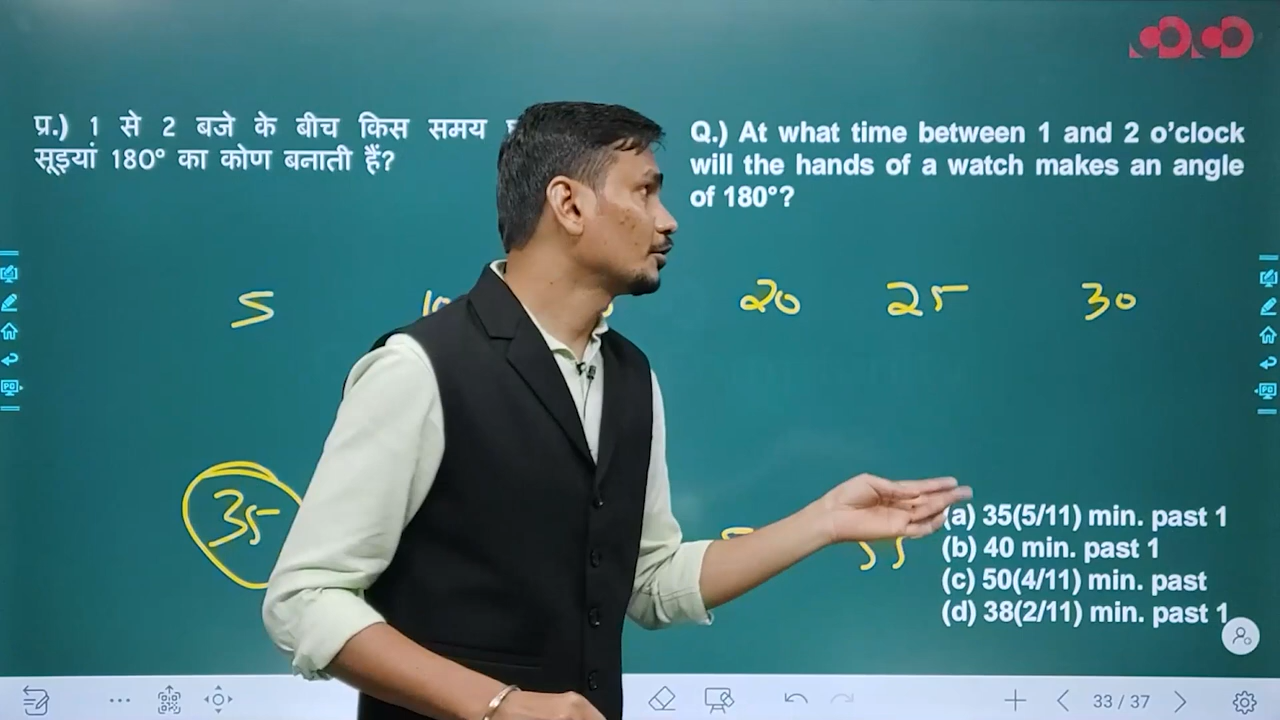 प्र.) 1 से 2 बजे के बीच किस समय
सूइयां 180° का कोण बनाती हैं?
Q.) At what time between 1 and 2 o’clock
will the hands of a watch makes an angle
of 180°?
5 20 25 30
35 55
(a) 35(5/11) min. past 1
(b) 40 min. past 1
(c) 50(4/11) min. past
(d) 38(2/11) min. past 1
33 / 37